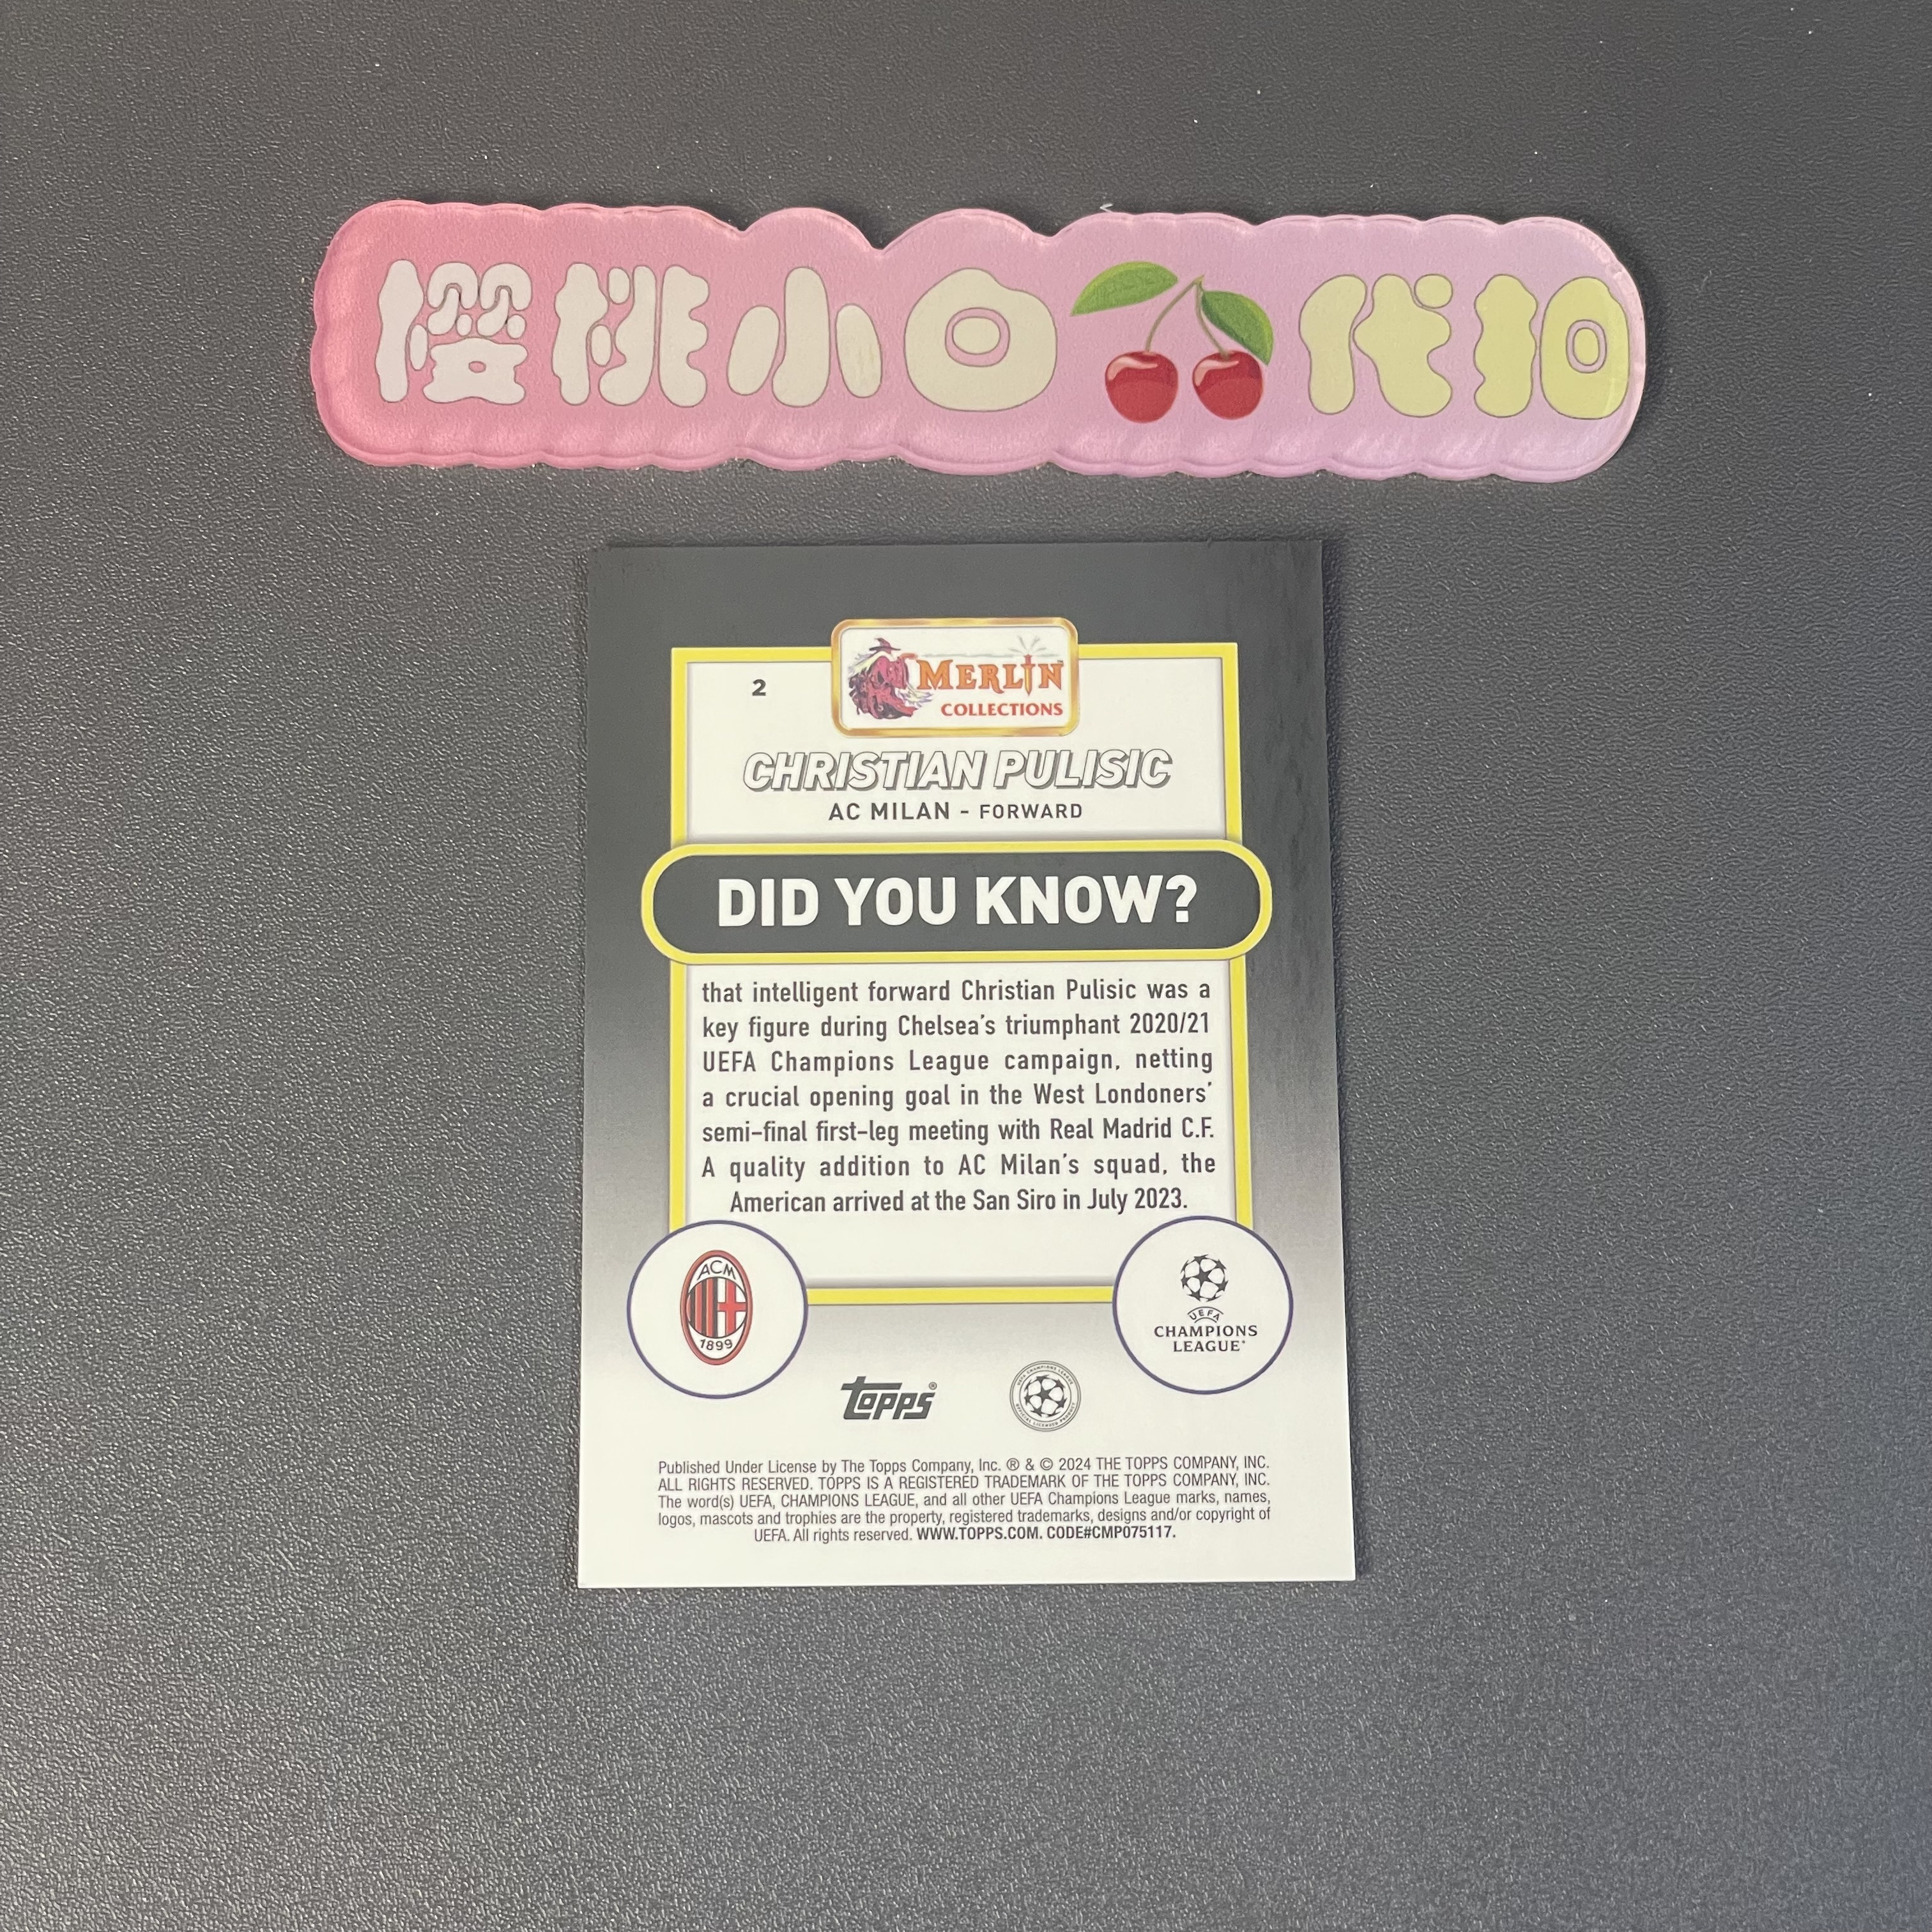 樱桃小口代拍
2
MERLIN
COLLECTIONS
CHRISTIAN PULISIC
AC MILAN - FORWARD
DID YOU KNOW?
that intelligent forward Christian Pulisic was a
key figure during Chelsea's triumphant 2020/21
UEFA Champions League campaign, netting
a crucial opening goal in the West Londoners'
semi-final first-leg meeting with Real Madrid C.F.
A quality addition to AC Milan's squad, the
American arrived at the San Siro in July 2023.
ACM
1899
UEFA
CHAMPIONS
LEAGUE
TOPPS®
Published Under License by The Topps Company, Inc. ® & © 2024 THE TOPPS COMPANY, INC.
ALL RIGHTS RESERVED. TOPPS IS A REGISTERED TRADEMARK OF THE TOPPS COMPANY, INC.
The word(s) UEFA, CHAMPIONS LEAGUE, and all other UEFA Champions League marks, names,
logos, mascots and trophies are the property, registered trademarks, designs and/or copyright of
UEFA. All rights reserved. WWW.TOPPS.COM. CODE#CMP075117.